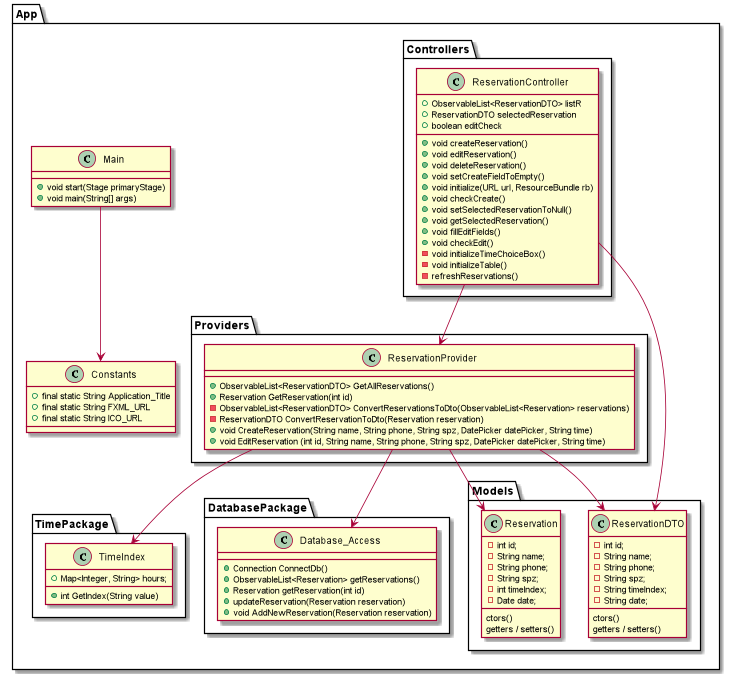 App
Controllers
C ReservationController
ObservableList<ReservationDTO> listR
ReservationDTO selectedReservation
boolean editCheck
void createReservation()
void editReservation()
void deleteReservation()
void setCreateFieldToEmpty()
void initialize(URL url, ResourceBundle rb)
void checkCreate()
void setSelectedReservationToNull()
void getSelectedReservation()
void fillEditFields()
void checkEdit()
void initializeTimeChoiceBox()
void initializeTable()
refreshReservations()
C Main
void start(Stage primaryStage)
void main(String[] args)
C Constants
final static String Application_Title
final static String FXML_URL
final static String ICO_URL
Providers
C ReservationProvider
ObservableList<ReservationDTO> GetAllReservations()
Reservation GetReservation(int id)
ObservableList<ReservationDTO> ConvertReservationsToDto(ObservableList<Reservation> reservations)
ReservationDTO ConvertReservationToDto(Reservation reservation)
void CreateReservation(String name, String phone, String spz, DatePicker datePicker, String time)
void EditReservation (int id, String name, String phone, String spz, DatePicker datePicker, String time)
TimePackage
C TimeIndex
Map<Integer, String> hours;
int GetIndex(String value)
DatabasePackage
C Database_Access
Connection ConnectDb()
ObservableList<Reservation> getReservations()
Reservation getReservation(int id)
updateReservation(Reservation reservation)
void AddNewReservation(Reservation reservation)
Models
C Reservation
int id;
String name;
String phone;
String spz;
int timeIndex;
Date date;
ctors()
getters / setters()
C ReservationDTO
int id;
String name;
String phone;
String spz;
String timeIndex;
String date;
ctors()
getters / setters()